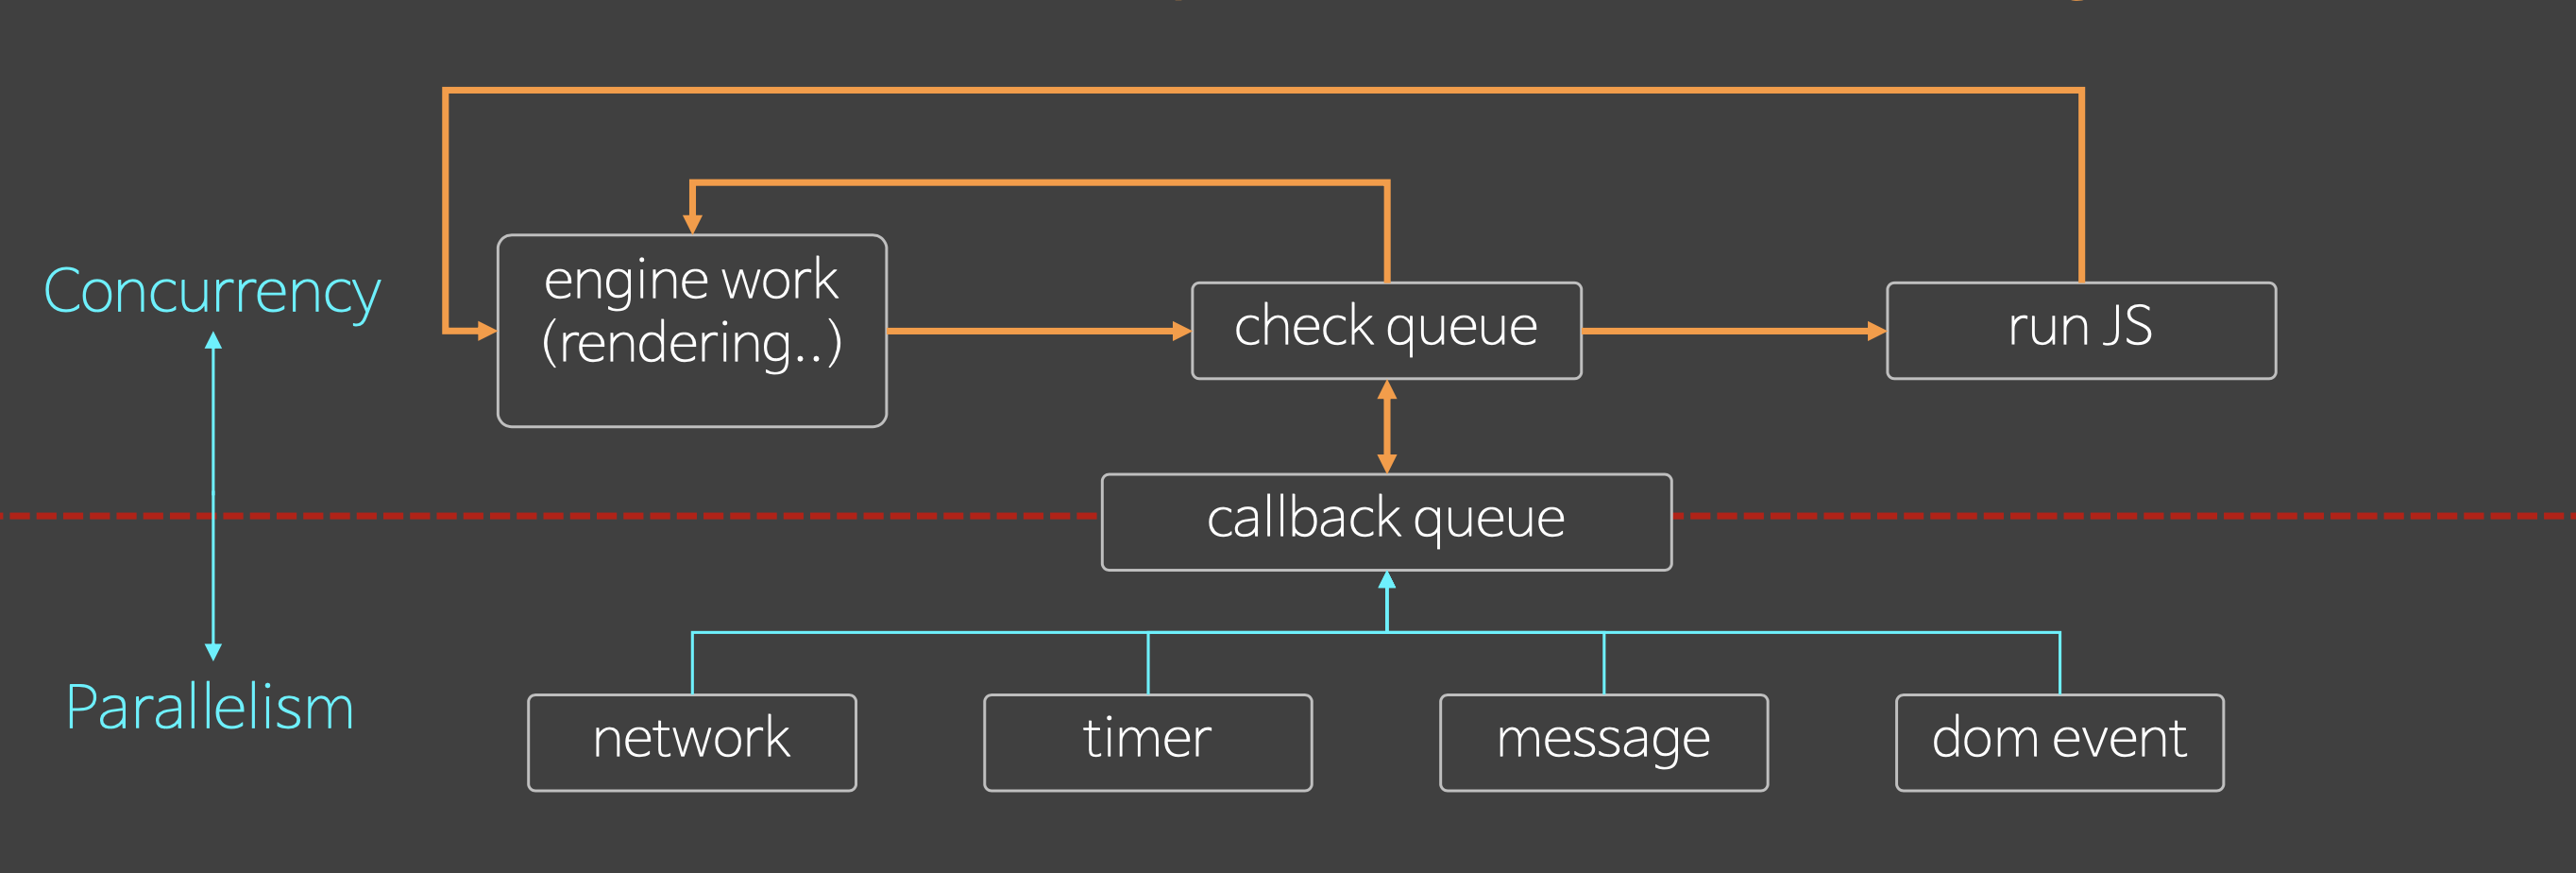 Concurrency
engine work
(rendering..)
check queue
run JS
callback queue
Parallelism
network
timer
message
dom event